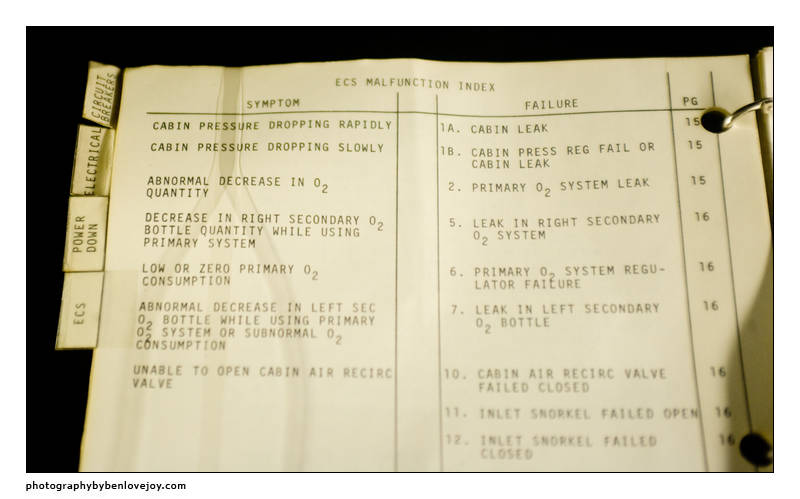 ECS MALFUNCTION INDEX
SYMPTOM FAILURE PG
CABIN PRESSURE DROPPING RAPIDLY 1A. CABIN LEAK 15
CABIN PRESSURE DROPPING SLOWLY 1B. CABIN PRESS REG FAIL OR 15
CABIN LEAK
ABNORMAL DECREASE IN O2 2. PRIMARY O2 SYSTEM LEAK 15
QUANTITY
DECREASE IN RIGHT SECONDARY O2 5. LEAK IN RIGHT SECONDARY 16
BOTTLE QUANTITY WHILE USING O2 SYSTEM
PRIMARY SYSTEM
LOW OR ZERO PRIMARY O2 6. PRIMARY O2 SYSTEM REGU- 16
CONSUMPTION LATOR FAILURE
ABNORMAL DECREASE IN LEFT SEC 7. LEAK IN LEFT SECONDARY 16
O2 BOTTLE WHILE USING PRIMARY O2 BOTTLE
O2 SYSTEM OR SUBNORMAL O2
CONSUMPTION
UNABLE TO OPEN CABIN AIR RECIRC 10. CABIN AIR RECIRC VALVE 16
VALVE FAILED CLOSED
11. INLET SNORKEL FAILED OPEN 16
12. INLET SNORKEL FAILED 16
CLOSED
CIRCUIT
BREAKERS
ELECTRICAL
POWER
DOWN
ECS
photographybybenlovejoy.com